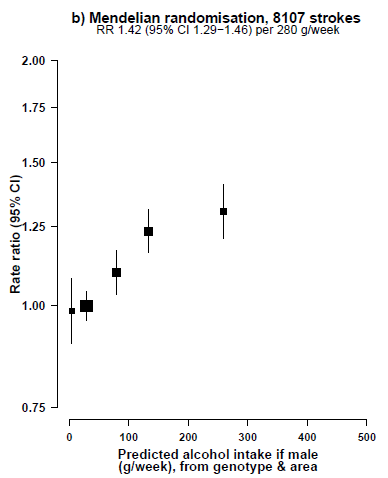 b) Mendelian randomisation, 8107 strokes
RR 1.42 (95% CI 1.29−1.46) per 280 g/week
2.00
1.75
1.50
1.25
1.00
0.75
Rate ratio (95% CI)
0 100 200 300 400 500
Predicted alcohol intake if male
(g/week), from genotype & area